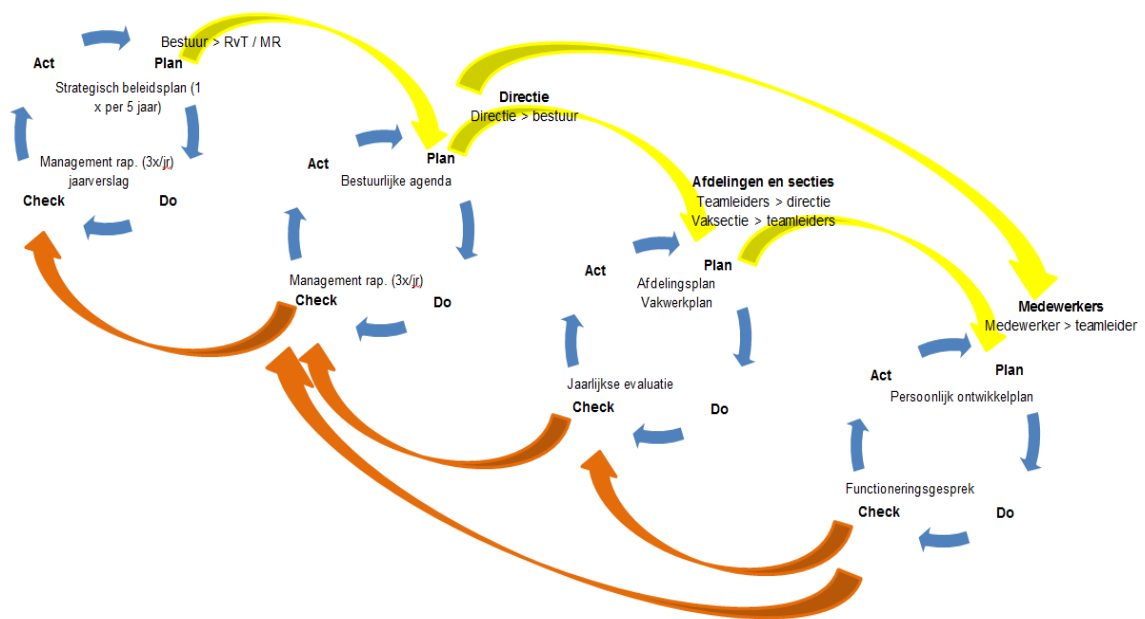 Bestuur > RvT / MR
Act
Plan
Strategisch beleidsplan (1
x per 5 jaar)
Management rap. (3x/jr)
jaarverslag
Check
Do
Directie
Directie > bestuur
Act
Plan
Bestuurlijke agenda
Management rap. (3x/jr)
Check
Do
Afdelingen en secties
Teamleiders > directie
Vaksectie > teamleiders
Act
Plan
Afdelingsplan
Vakwerkplan
Jaarlijkse evaluatie
Check
Do
Medewerkers
Medewerker > teamleider
Act
Plan
Persoonlijk ontwikkelplan
Functioneringsgesprek
Check
Do